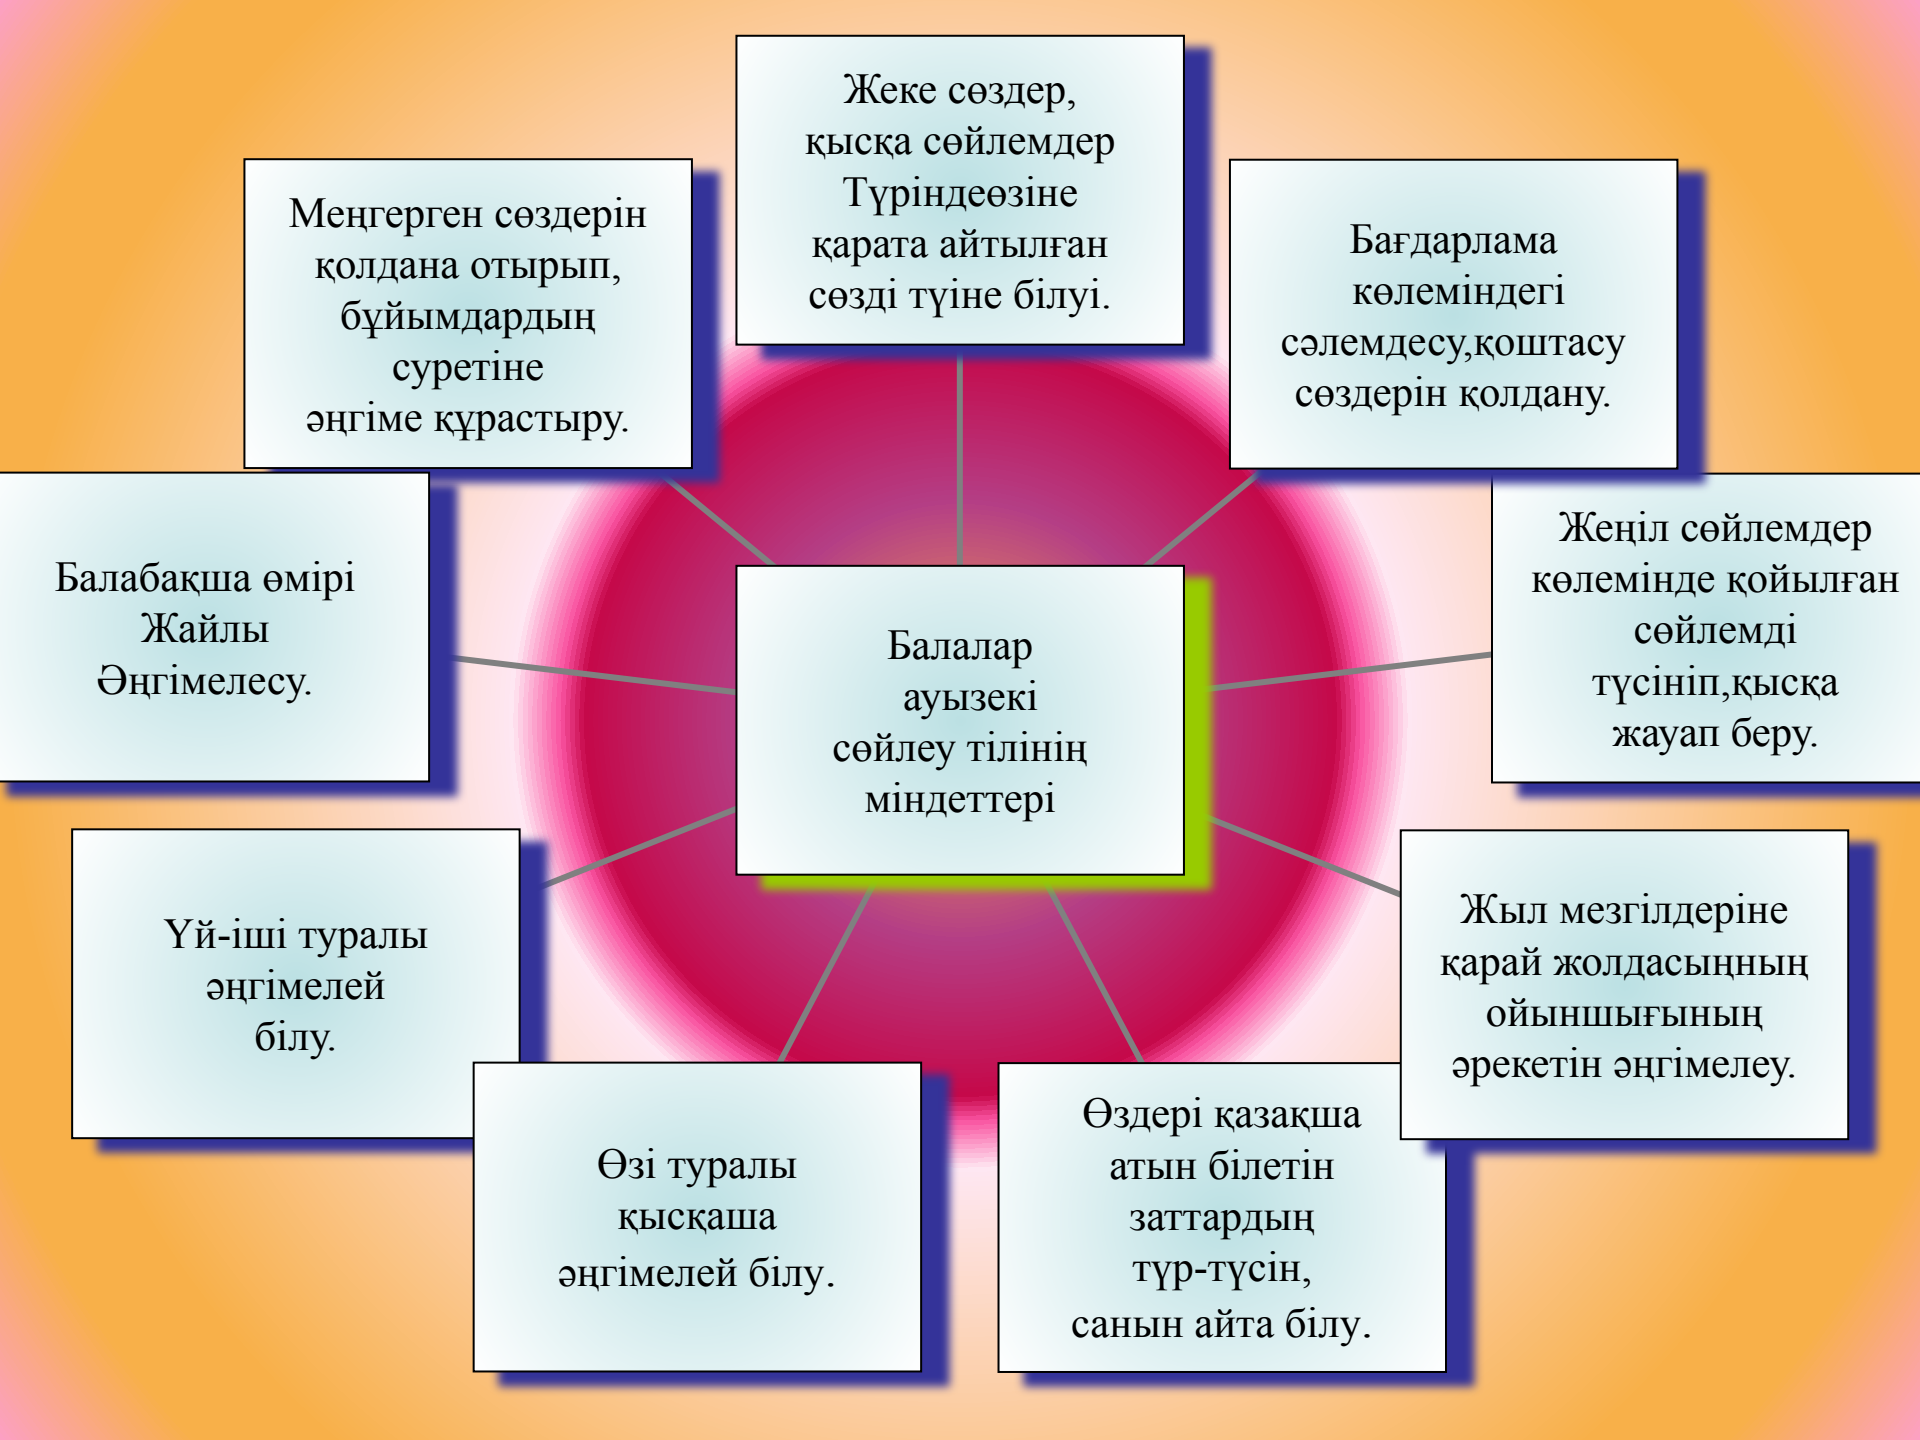 Жеке сөздер,
қысқа сөйлемдер
Түріндеөзіне
қарата айтылған
сөзді түіне білуі.
Меңгерген сөздерін
қолдана отырып,
бұйымдардың
суретіне
әңгіме құрастыру.
Бағдарлама
көлеміндегі
сәлемдесу,қоштасу
сөздерін қолдану.
Балабақша өмірі
Жайлы
Әңгімелесу.
Балалар
ауызекі
сөйлеу тілінің
міндеттері
Жеңіл сөйлемдер
көлемінде қойылған
сөйлемді
түсініп,қысқа
жауап беру.
Үй-іші туралы
әңгімелей
білу.
Жыл мезгілдеріне
қарай жолдасыңның
ойыншығының
әрекетін әңгімелеу.
Өзі туралы
қысқаша
әңгімелей білу.
Өздері қазақша
атын білетін
заттардың
түр-түсін,
санын айта білу.